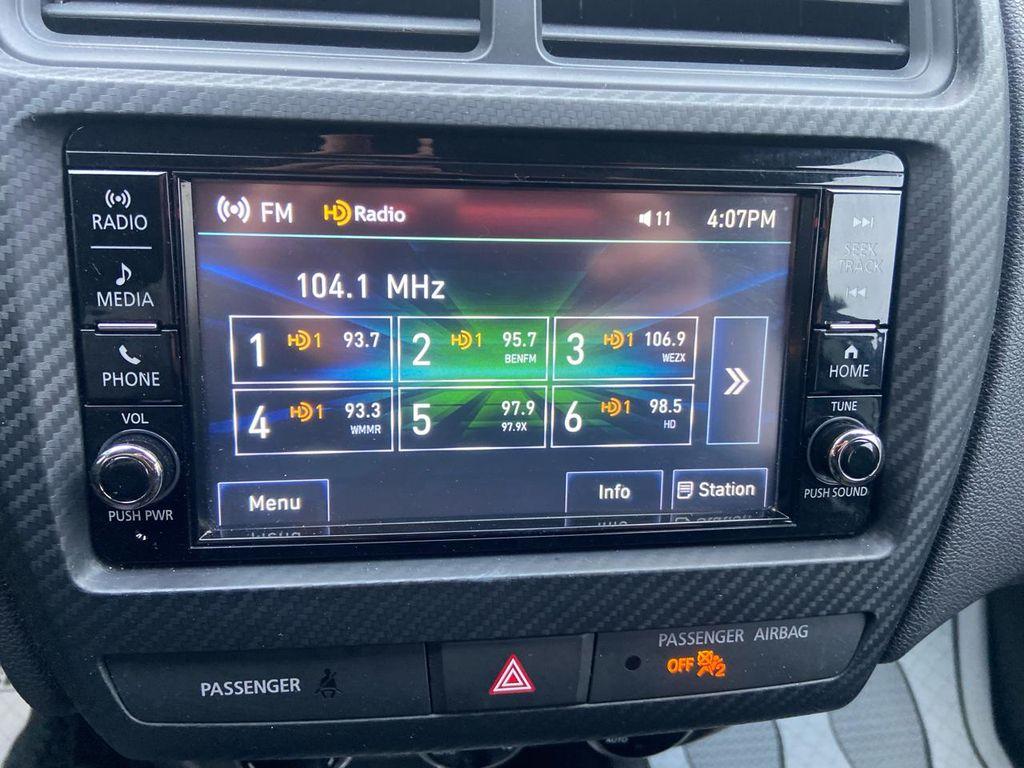 RADIO
MEDIA
PHONE
VOL
PUSH PWR
FM HD Radio 11 4:07PM
104.1 MHz
1 HD1 93.7
2 HD1 95.7
BENFM
3 HD1 106.9
WEZX
4 HD1 93.3
WMMR
5 97.9
97.9X
6 HD1 98.5
HD
Menu
Info
Station
SEEK
TRACK
HOME
TUNE
PUSH SOUND
PASSENGER
PASSENGER AIRBAG
OFF 2
AUTO